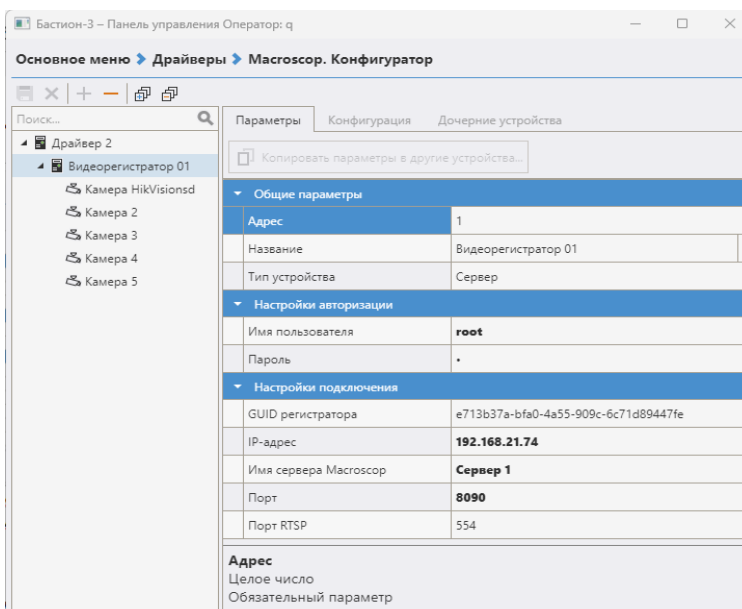 Бастион-3 – Панель управления Оператор: q
Основное меню Драйверы Macroscop. Конфигуратор
Поиск...
Драйвер 2
Видеорегистратор 01
Камера HikVisionsd
Камера 2
Камера 3
Камера 4
Камера 5
Параметры Конфигурация Дочерние устройства
Копировать параметры в другие устройства...
Общие параметры
Адрес 1
Название Видеорегистратор 01
Тип устройства Сервер
Настройки авторизации
Имя пользователя root
Пароль •
Настройки подключения
GUID регистратора e713b37a-bfa0-4a55-909c-6c71d89447fe
IP-адрес 192.168.21.74
Имя сервера Macroscop Сервер 1
Порт 8090
Порт RTSP 554
Адрес
Целое число
Обязательный параметр